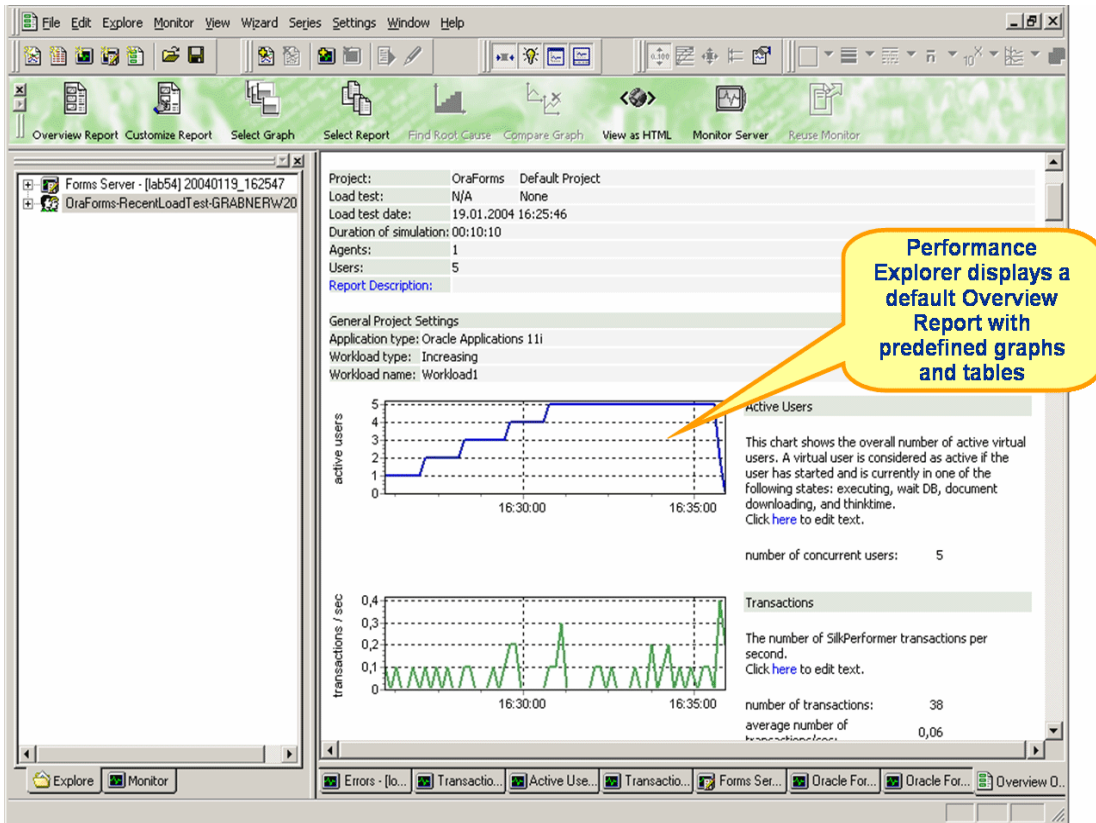 File Edit Explore Monitor View Wizard Series Settings Window Help
Overview Report Customize Report Select Graph Select Report Find Root Cause Compare Graph View as HTML Monitor Server Reuse Monitor
Forms Server - [lab54] 20040119_162547
OraForms-RecentLoadTest-GRABNERW20
Project: OraForms Default Project
Load test: N/A None
Load test date: 19.01.2004 16:25:46
Duration of simulation: 00:10:10
Agents: 1
Users: 5
Report Description:
General Project Settings
Application type: Oracle Applications 11i
Workload type: Increasing
Workload name: Workload1
Performance
Explorer displays a
default Overview
Report with
predefined graphs
and tables
active users
5
4
3
2
1
0
16:30:00 16:35:00
Active Users
This chart shows the overall number of active virtual
users. A virtual user is considered as active if the
user has started and is currently in one of the
following states: executing, wait DB, document
downloading, and thinktime.
Click here to edit text.
number of concurrent users: 5
transactions / sec
0,4
0,3
0,2
0,1
0
16:30:00 16:35:00
Transactions
The number of SilkPerformer transactions per
second.
Click here to edit text.
number of transactions: 38
average number of
transactions/sec: 0,06
Explore Monitor
Errors - [lo... Transactio... Active Use... Transactio... Forms Ser... Oracle For... Oracle For... Overview O..